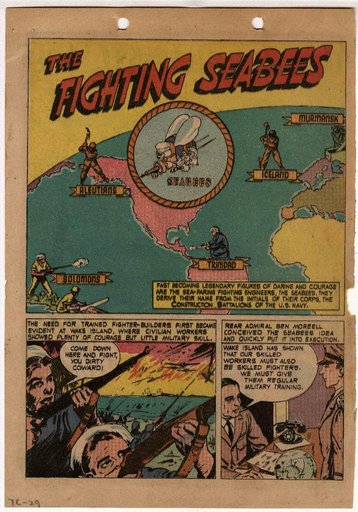 THE
FIGHTING SEABEES
MURMANSK
ICELAND
ALEUTIANS
SEABEES
TRINIDAD
SOLOMONS
FAST BECOMING LEGENDARY FIGURES OF DARING AND COURAGE
ARE THE SEA-FARING FIGHTING ENGINEERS, THE SEABEES. THEY
DERIVE THEIR NAME FROM THE INITIALS OF THEIR CORPS, THE
CONSTRUCTION BATTALIONS OF THE U.S. NAVY.
THE NEED FOR TRAINED FIGHTER-BUILDERS FIRST BECAME
EVIDENT AT WAKE ISLAND, WHERE CIVILIAN WORKERS
SHOWED PLENTY OF COURAGE BUT LITTLE MILITARY SKILL.
COME DOWN
HERE AND FIGHT,
YOU DIRTY
COWARD!
REAR ADMIRAL BEN MOREELL
CONCEIVED THE SEABEES IDEA
AND QUICKLY PUT IT INTO EXECUTION.
WAKE ISLAND HAS SHOWN
THAT OUR SKILLED
WORKERS MUST ALSO
BE SKILLED FIGHTERS.
WE MUST GIVE
THEM REGULAR
MILITARY TRAINING.
TC-29